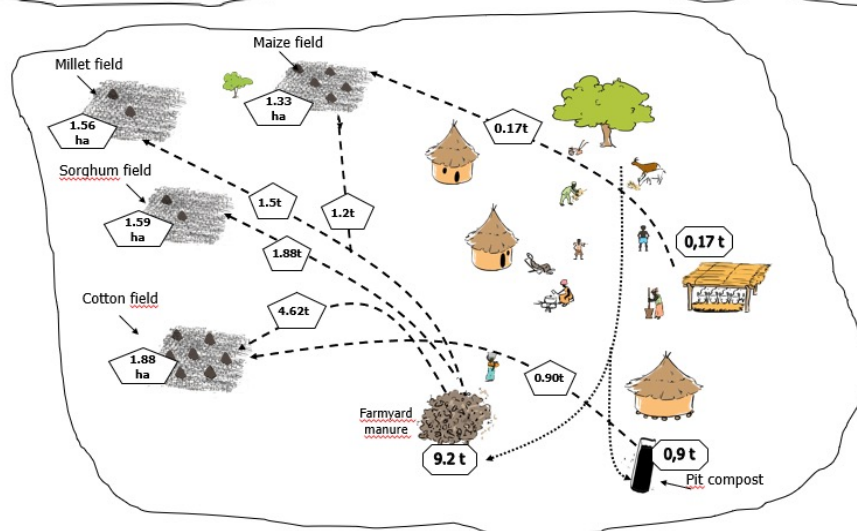 Maize field
Millet field
1.33
ha
1.56
ha
0.17t
Sorghum field
1.5t
1.2t
1.59
ha
1.88t
0,17 t
Cotton field
4.62t
1.88
ha
0.90t
Farmyard
manure
9.2 t
0,9 t
Pit compost
?